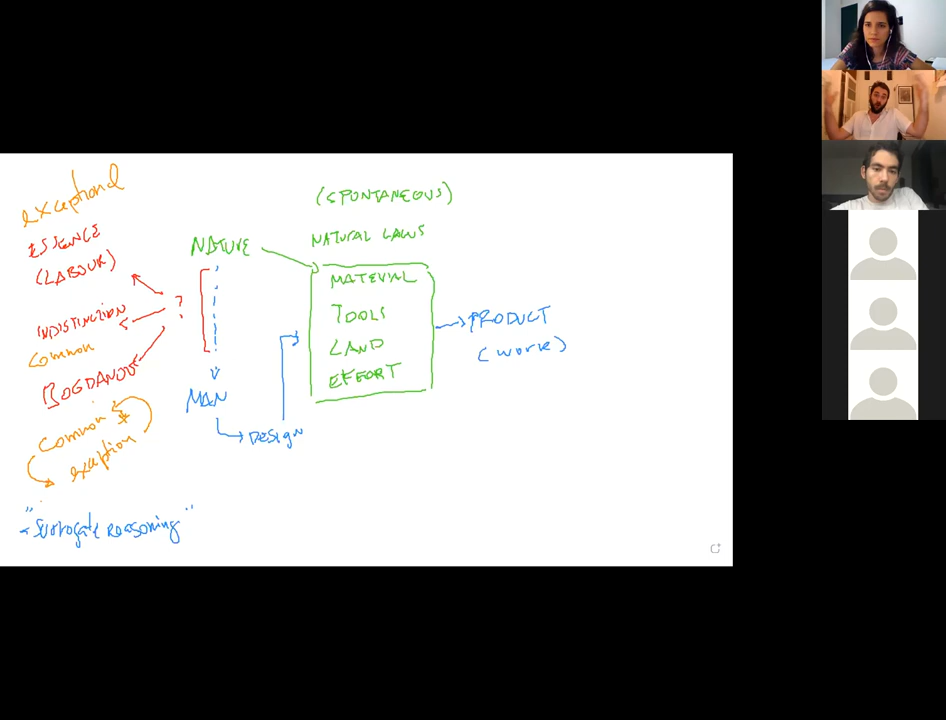 exceptional
ESSENCE
(LABOUR)
?
INDISTINCTION
Common
BOGDANOV
Common
exeption
"Surrogate Reasoning"
NATURE
MAN
DESIGN
(SPONTANEOUS)
NATURAL LAWS
MATERIAL
TOOLS
LAND
EFFORT
PRODUCT
(work)